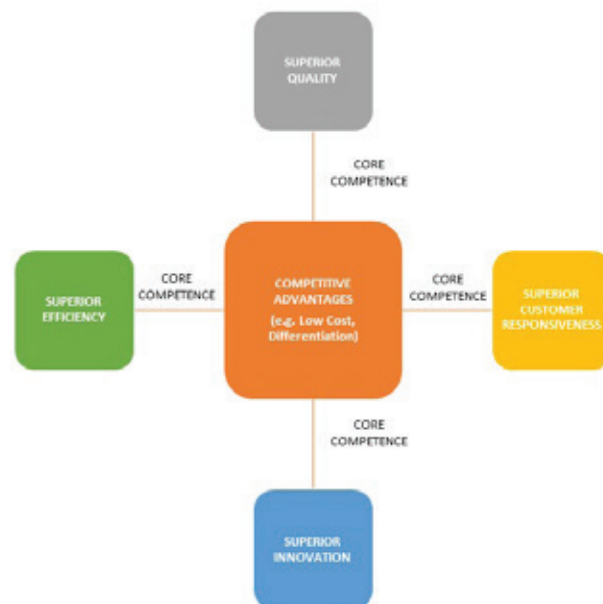 SUPERIOR
QUALITY
CORE
COMPETENCE
SUPERIOR
EFFICIENCY
CORE
COMPETENCE
COMPETITIVE
ADVANTAGES
(e.g. Low Cost,
Differentiation)
CORE
COMPETENCE
SUPERIOR
CUSTOMER
RESPONSIVENESS
CORE
COMPETENCE
SUPERIOR
INNOVATION